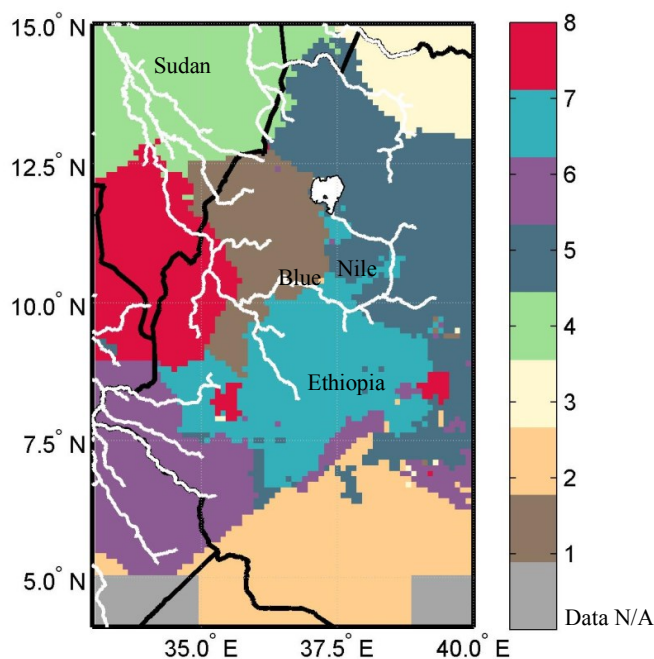 15.0° N
12.5° N
10.0° N
7.5° N
5.0° N
35.0° E
37.5° E
40.0° E
Sudan
Blue
Nile
Ethiopia
8
7
6
5
4
3
2
1
Data N/A